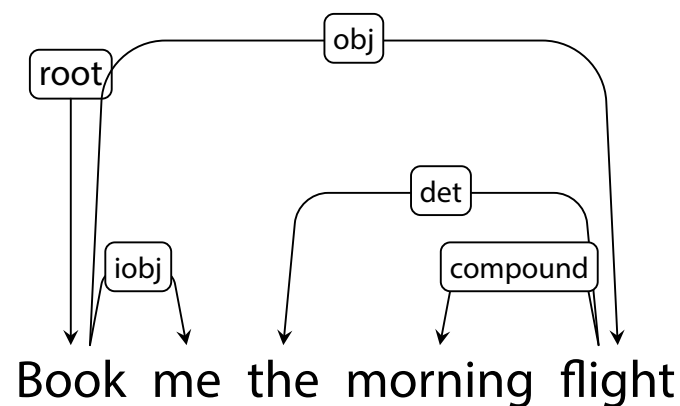 obj
root
det
iobj
compound
Book me the morning flight